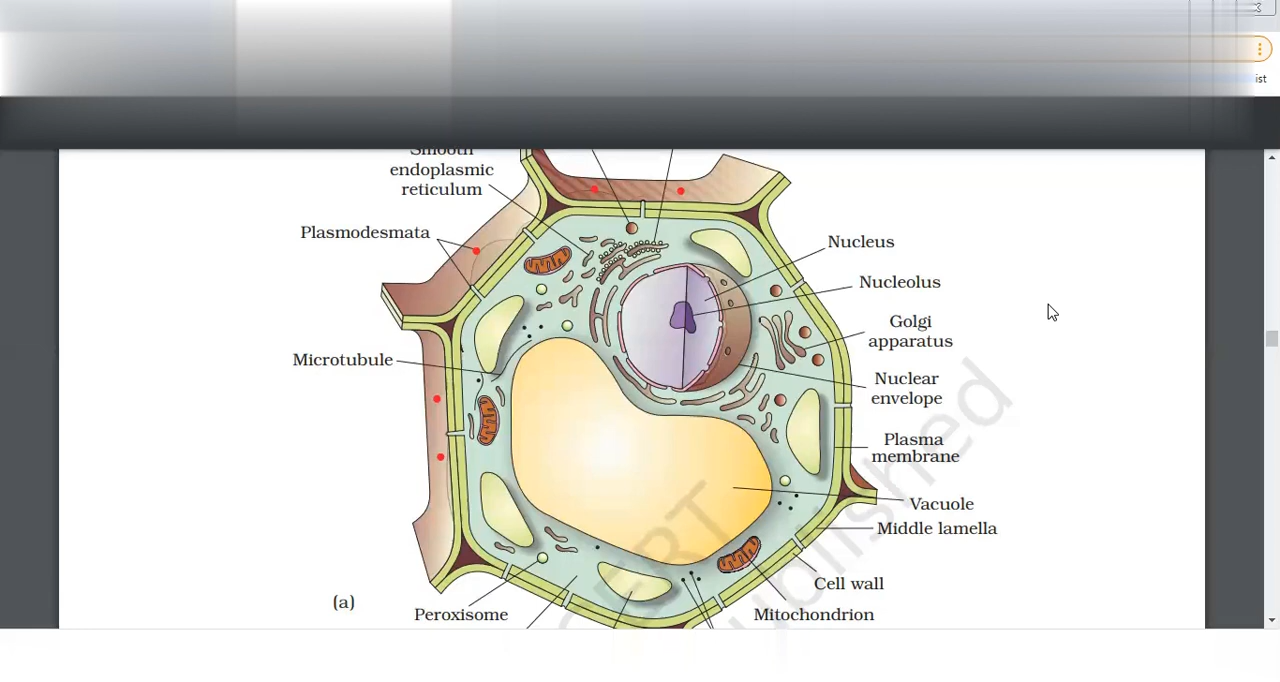 ist
Smooth
endoplasmic
reticulum
Plasmodesmata
Microtubule
Nucleus
Nucleolus
Golgi
apparatus
Nuclear
envelope
Plasma
membrane
Vacuole
Middle lamella
Cell wall
Mitochondrion
Peroxisome
(a)